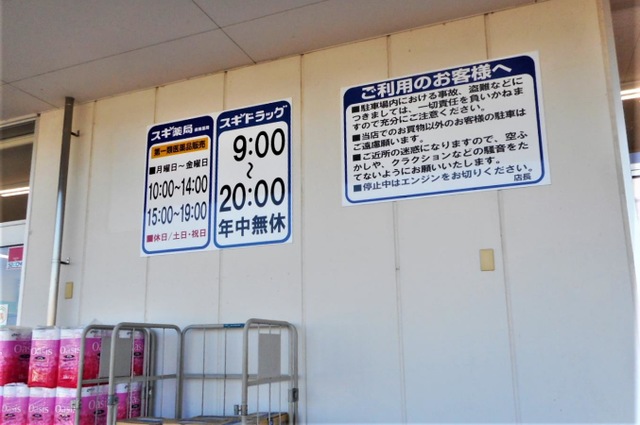 スギ薬局
第一類医薬品販売
■月曜日～金曜日
10:00~14:00
15:00~19:00
■休日/土日・祝日
スギドラッグ
9:00
~
20:00
年中無休
ご利用のお客様へ
■駐車場内における事故、盗難などに
つきましては、一切責任を負いかねま
すので充分にご注意ください。
■当店でのお買物以外のお客様の駐車は
ご遠慮願います。
■ご近所の迷惑になりますので、空ふ
かしや、クラクションなどの騒音をた
てないようにお願いいたします。
■停止中はエンジンをお切りください。
店長
Oasis
Oasis
Oasis
Oasis
Oasis
Oasis